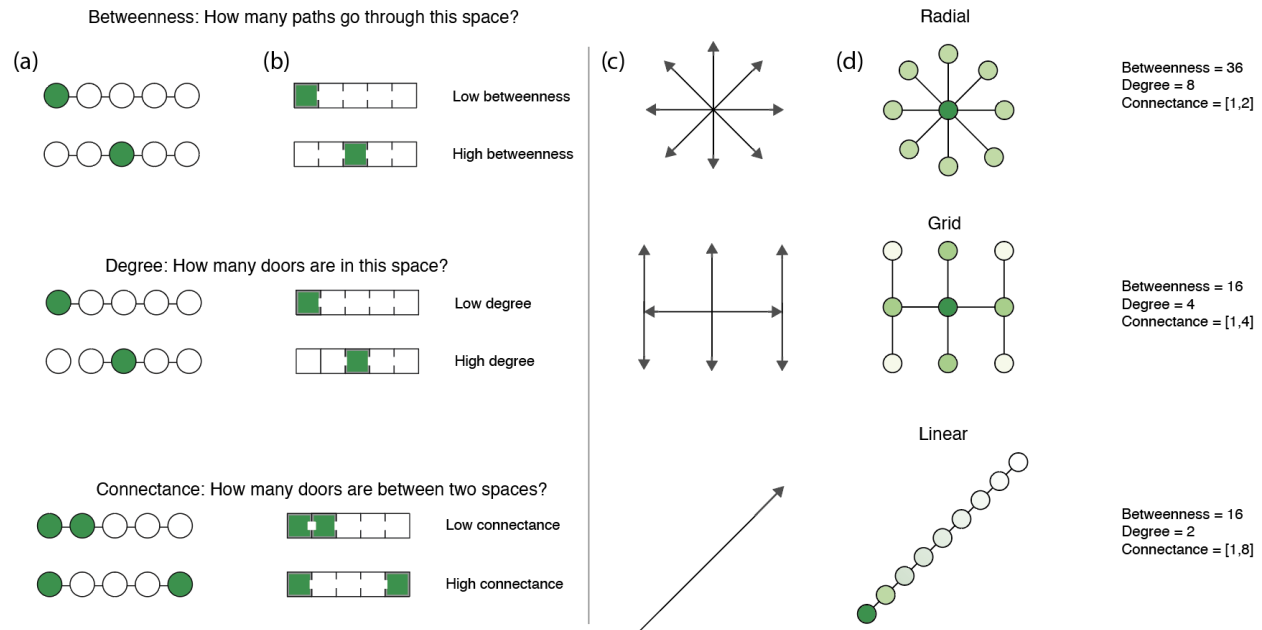 Betweenness: How many paths go through this space?
(a)
(b)
Low betweenness
High betweenness
Degree: How many doors are in this space?
Low degree
High degree
Connectance: How many doors are between two spaces?
Low connectance
High connectance
(c)
(d)
Radial
Betweenness = 36
Degree = 8
Connectance = [1,2]
Grid
Betweenness = 16
Degree = 4
Connectance = [1,4]
Linear
Betweenness = 16
Degree = 2
Connectance = [1,8]